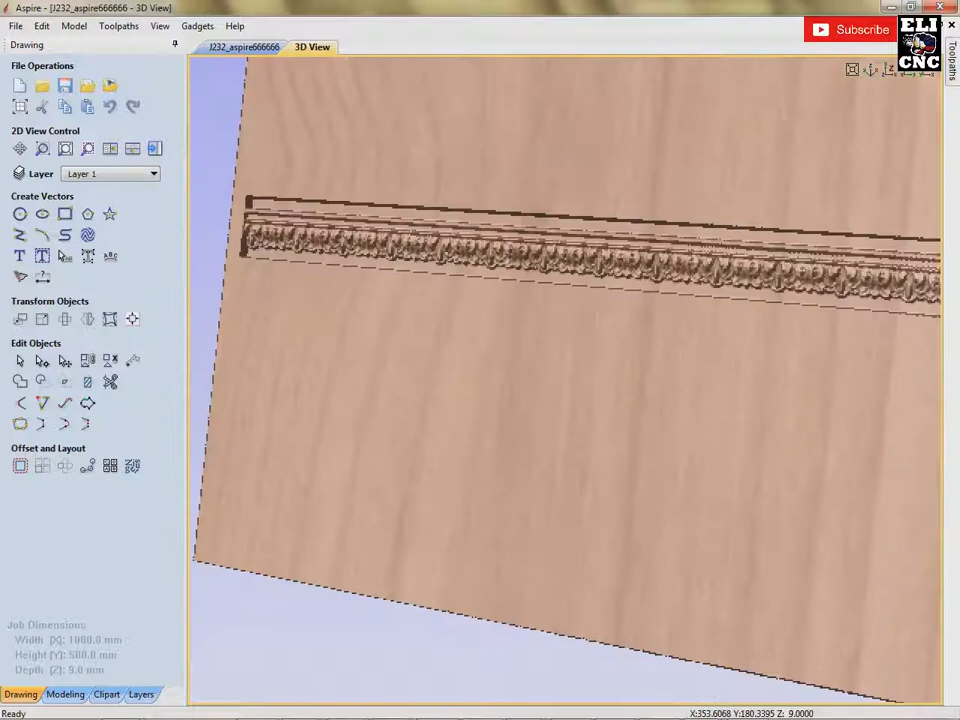 Aspire - [J232_aspire666666 - 3D View]
File Edit Model Toolpaths View Gadgets Help
Subscribe
ELI
CNC
Drawing
J232_aspire666666
3D View
Toolpaths
File Operations
2D View Control
Layer
Layer 1
Create Vectors
Transform Objects
Edit Objects
Offset and Layout
Job Dimensions
Width [X]: 1000.0 mm
Height [Y]: 500.0 mm
Depth [Z]: 9.0 mm
Drawing Modeling Clipart Layers
Ready
X:353.6068 Y:180.3395 Z: 9.0000